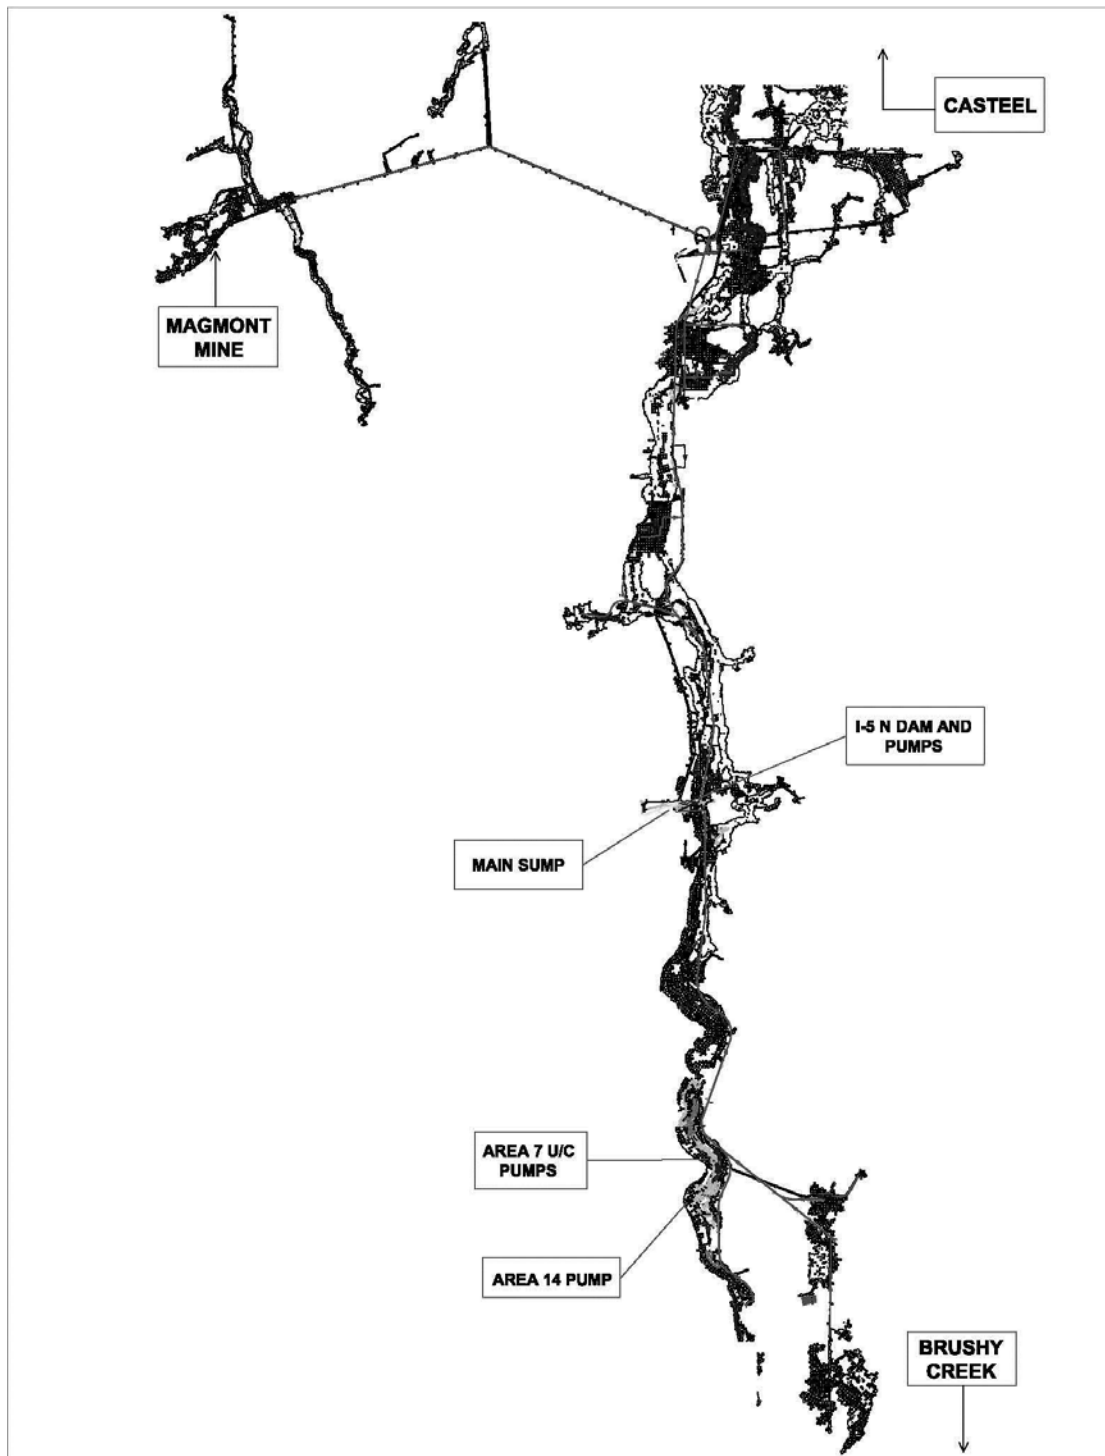 CASTEEL
MAGMONT
MINE
I-5 N DAM AND
PUMPS
MAIN SUMP
AREA 7 U/C
PUMPS
AREA 14 PUMP
BRUSHY
CREEK